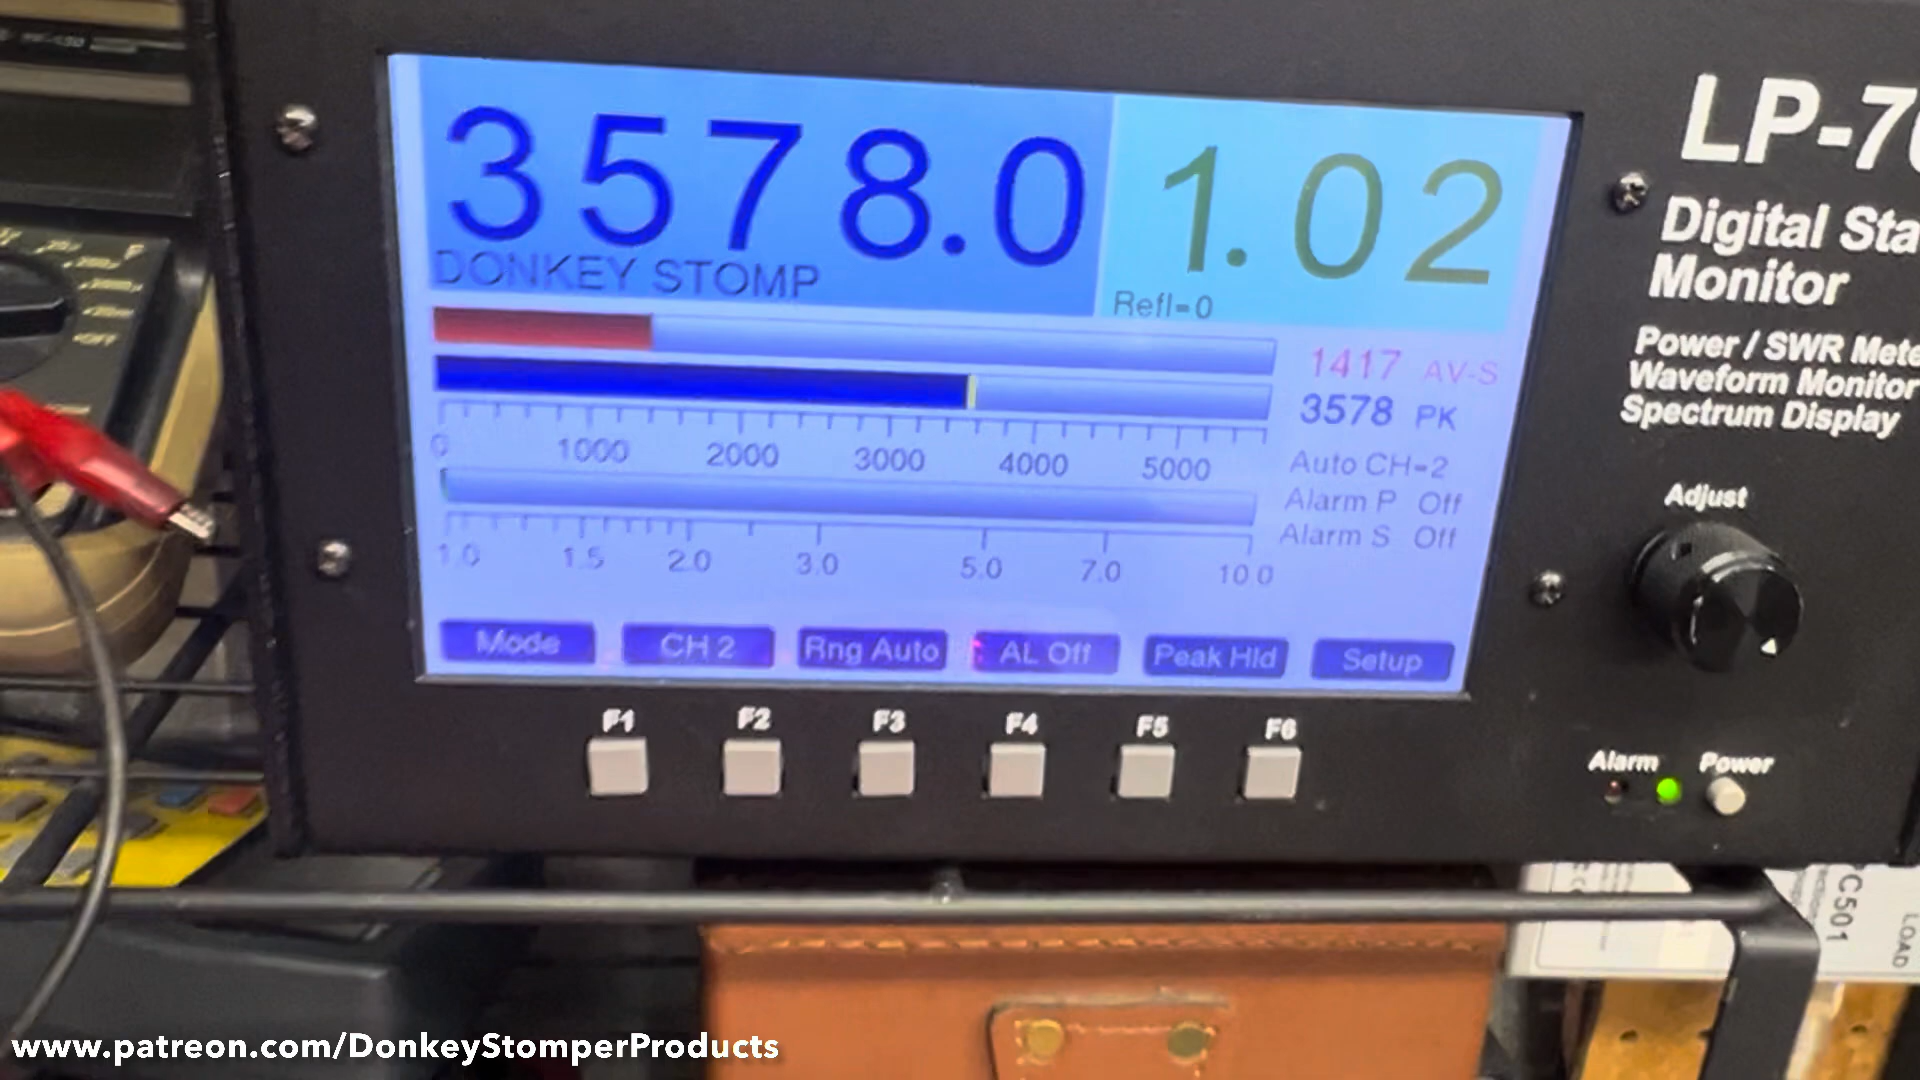 3578.0
1.02
DONKEY STOMP
Refl=0
1417 AV-S
3578 PK
0 1000 2000 3000 4000 5000
Auto CH=2
Alarm P Off
Alarm S Off
1.0 1.5 2.0 3.0 5.0 7.0 10.0
Mode CH 2 Rng Auto AL Off Peak Hld Setup
F1 F2 F3 F4 F5 F6
LP-70
Digital Sta
Monitor
Power / SWR Mete
Waveform Monitor
Spectrum Display
Adjust
Alarm Power
C501
LOAD
OFF
www.patreon.com/DonkeyStomperProducts